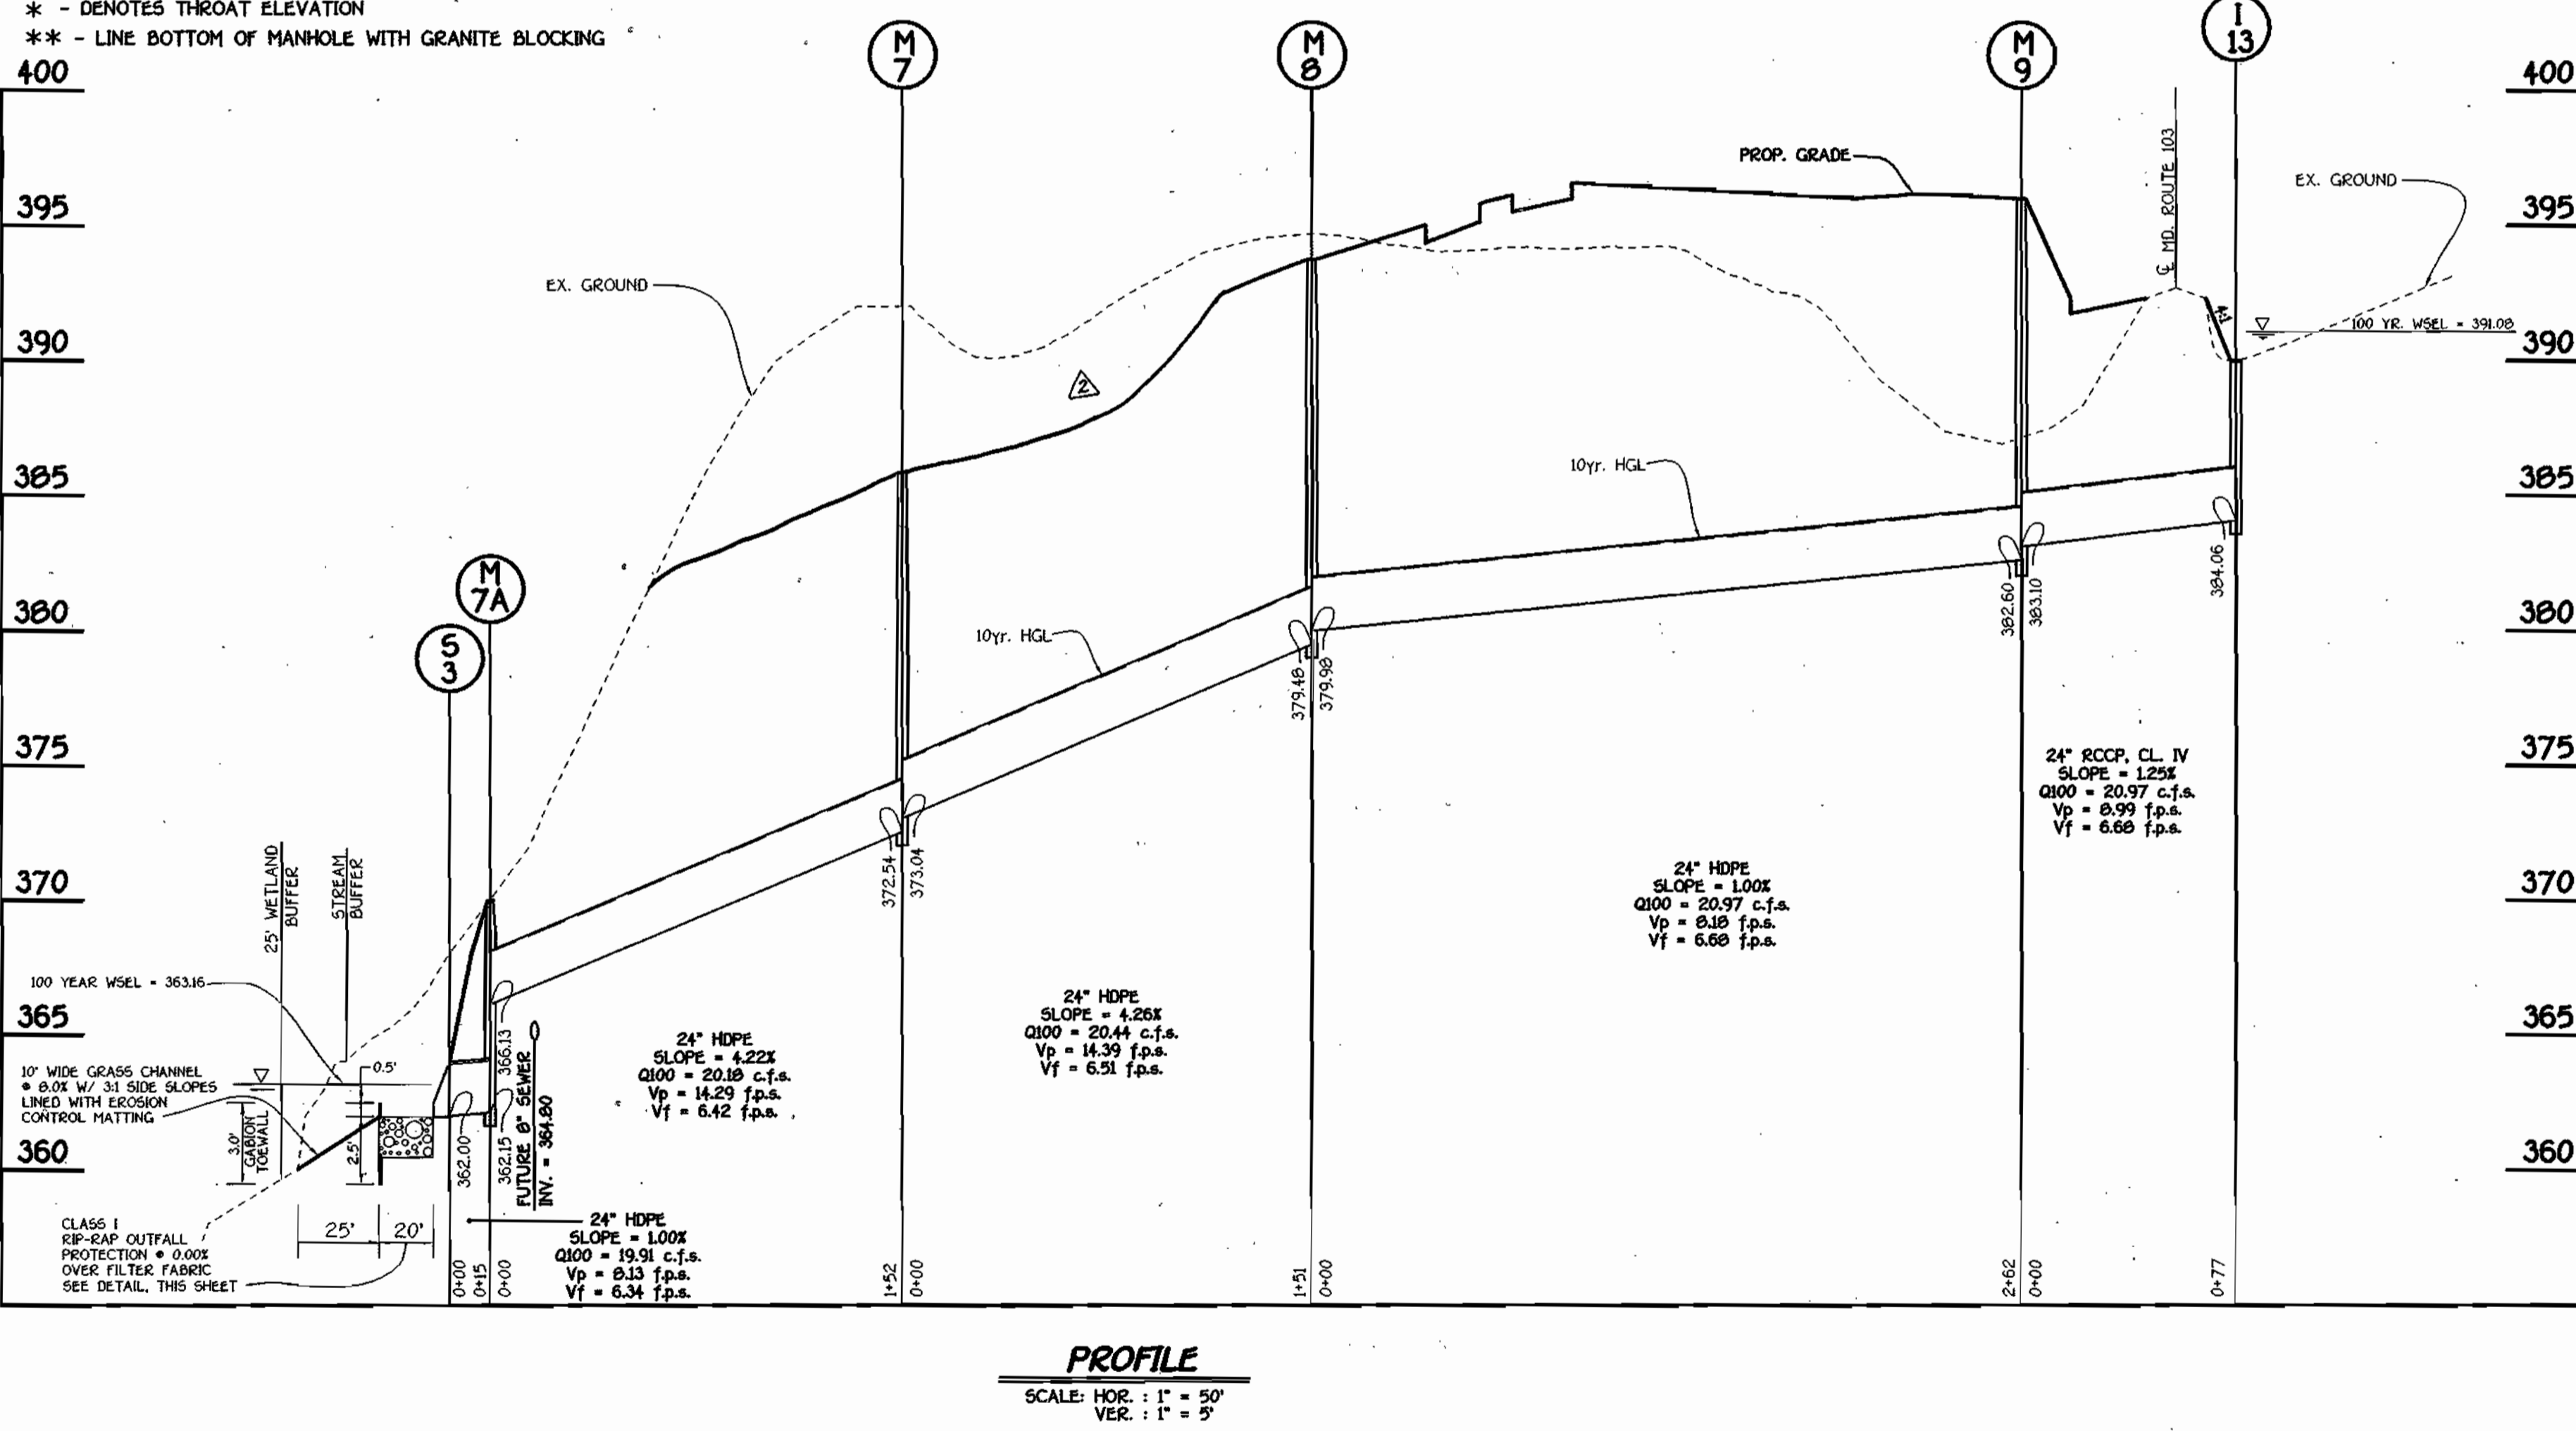 * - DENOTES THROAT ELEVATION
** - LINE BOTTOM OF MANHOLE WITH GRANITE BLOCKING
M
7
M
8
M
9
I
13
400
400
395
395
390
390
385
385
380
380
375
375
370
370
365
365
360
360
PROP. GRADE
℄ MD. ROUTE 103
EX. GROUND
EX. GROUND
100 YR. WSEL = 391.08
4:1
2
10yr. HGL
10yr. HGL
M
7A
S
3
384.06
382.60
383.10
379.48
379.98
372.54
373.04
366.13
362.00
362.15
24" RCCP, CL. IV
SLOPE = 1.25%
Q100 = 20.97 c.f.s.
Vp = 8.99 f.p.s.
Vf = 6.68 f.p.s.
24" HDPE
SLOPE = 1.00%
Q100 = 20.97 c.f.s.
Vp = 8.18 f.p.s.
Vf = 6.68 f.p.s.
24" HDPE
SLOPE = 4.26%
Q100 = 20.44 c.f.s.
Vp = 14.39 f.p.s.
Vf = 6.51 f.p.s.
24" HDPE
SLOPE = 4.22%
Q100 = 20.18 c.f.s.
Vp = 14.29 f.p.s.
Vf = 6.42 f.p.s.
24" HDPE
SLOPE = 1.00%
Q100 = 19.91 c.f.s.
Vp = 8.13 f.p.s.
Vf = 6.34 f.p.s.
25' WETLAND
BUFFER
STREAM
BUFFER
100 YEAR WSEL = 363.16
0.5'
10' WIDE GRASS CHANNEL
@ 8.0% W/ 3:1 SIDE SLOPES
LINED WITH EROSION
CONTROL MATTING
3.0'
GABION
TOEWALL
2.5'
FUTURE 8" SEWER
INV. = 364.80
CLASS I
RIP-RAP OUTFALL
PROTECTION @ 0.00%
OVER FILTER FABRIC
SEE DETAIL, THIS SHEET
25'
20'
0+00
0+15
0+00
1+52
0+00
1+51
0+00
2+62
0+00
0+77
PROFILE
SCALE: HOR. : 1" = 50'
VER. : 1" = 5'